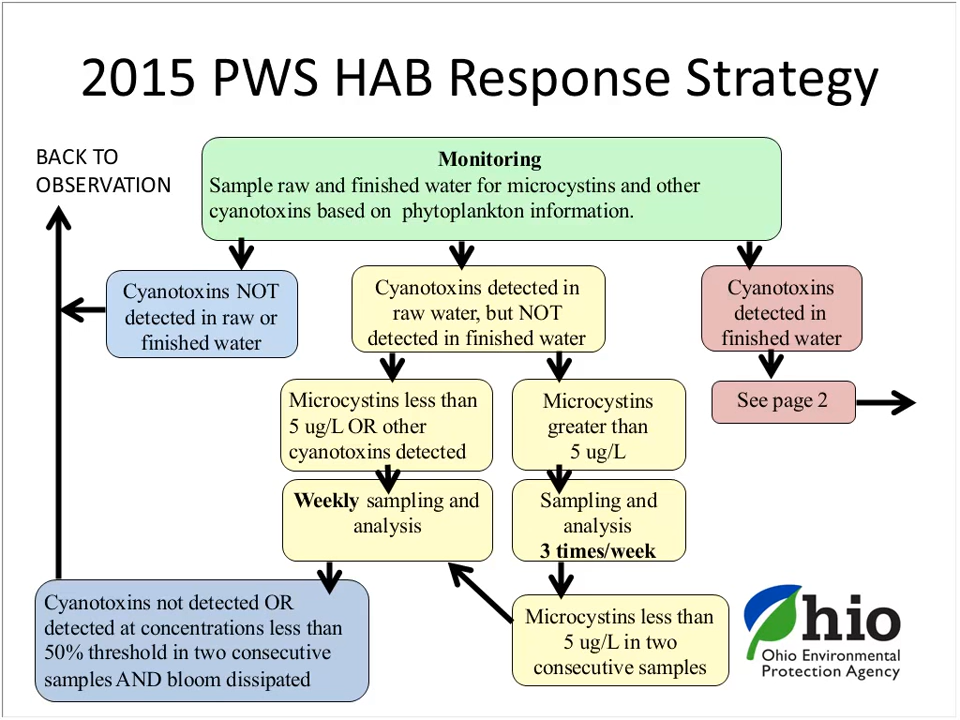 2015 PWS HAB Response Strategy
BACK TO
OBSERVATION
Monitoring
Sample raw and finished water for microcystins and other
cyanotoxins based on phytoplankton information.
Cyanotoxins NOT
detected in raw or
finished water
Cyanotoxins detected in
raw water, but NOT
detected in finished water
Cyanotoxins
detected in
finished water
Microcystins less than
5 ug/L OR other
cyanotoxins detected
Microcystins
greater than
5 ug/L
See page 2
Weekly sampling and
analysis
Sampling and
analysis
3 times/week
Cyanotoxins not detected OR
detected at concentrations less than
50% threshold in two consecutive
samples AND bloom dissipated
Microcystins less than
5 ug/L in two
consecutive samples
Ohio
Ohio Environmental
Protection Agency